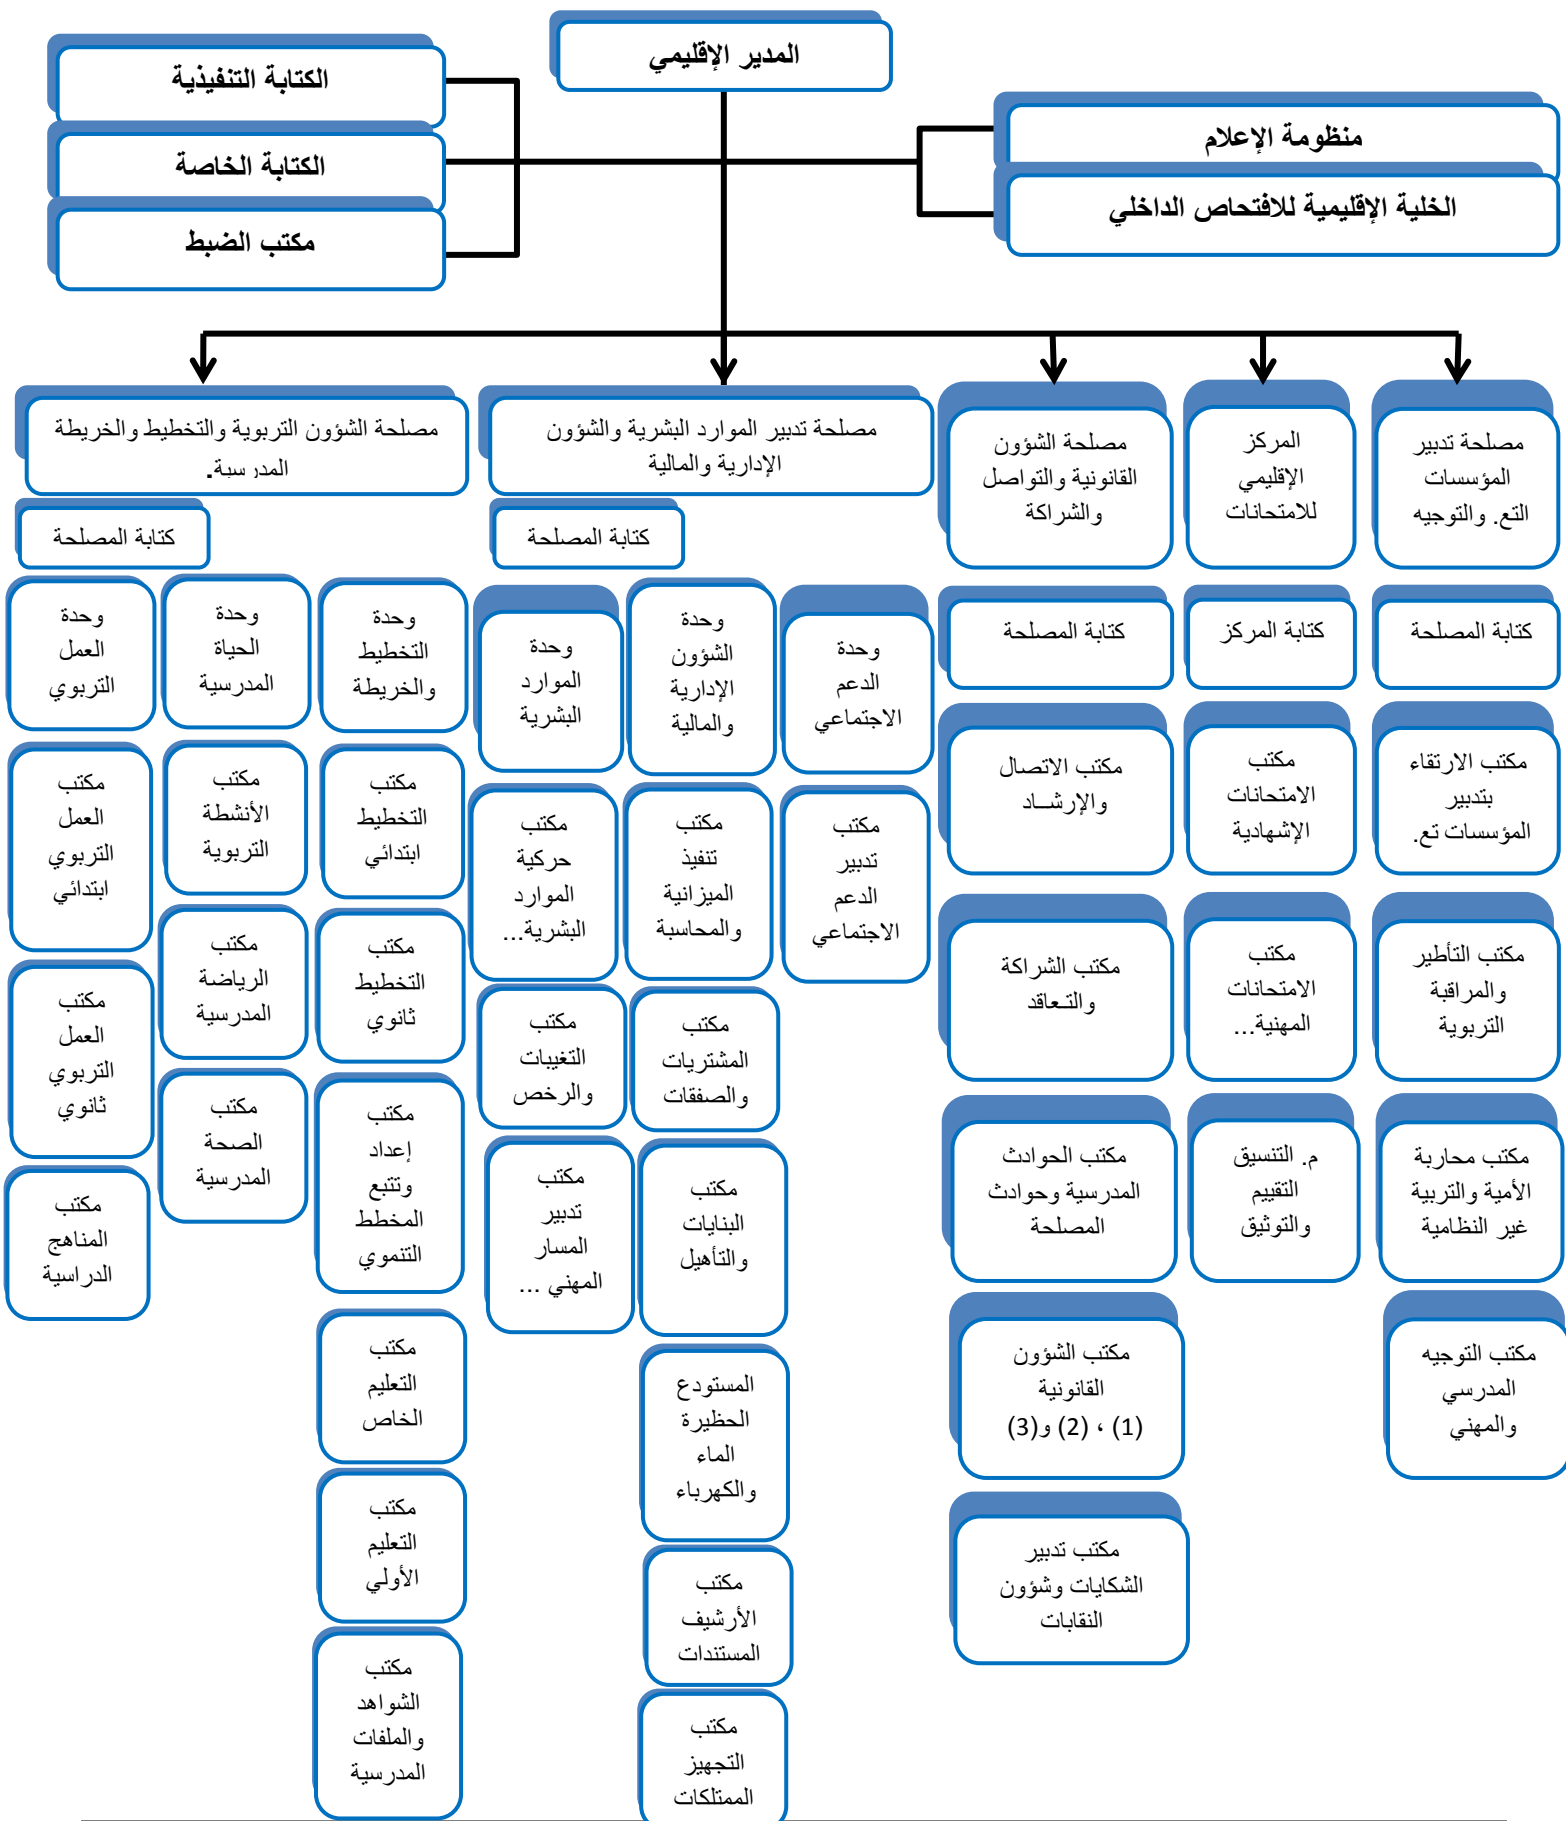 المدير الإقليمي
منظومة الإعلام
الخلية الإقليمية للافتحاص الداخلي
الكتابة التنفيذية
الكتابة الخاصة
مكتب الضبط
مصلحة تدبير
المؤسسات
التع. والتوجيه
كتابة المصلحة
مكتب الارتقاء
بتدبير
المؤسسات تع.
مكتب التأطير
والمراقبة
التربوية
مكتب محاربة
الأمية والتربية
غير النظامية
مكتب التوجيه
المدرسي
والمهني
المركز
الإقليمي
للامتحانات
كتابة المركز
مكتب
الامتحانات
الإشهادية
مكتب
الامتحانات
المهنية...
م. التنسيق
التقييم
والتوثيق
مصلحة الشؤون
القانونية والتواصل
والشراكة
كتابة المصلحة
مكتب الاتصال
والإرشــاد
مكتب الشراكة
والتـعاقد
مكتب الحوادث
المدرسية وحوادث
المصلحة
مكتب الشؤون
القانونية
(1) ، (2) و(3)
مكتب تدبير
الشكايات وشؤون
النقابات
مصلحة تدبير الموارد البشرية والشؤون
الإدارية والمالية
كتابة المصلحة
وحدة
الدعم
الاجتماعي
مكتب
تدبير
الدعم
الاجتماعي
وحدة
الشؤون
الإدارية
والمالية
مكتب
تنفيذ
الميزانية
والمحاسبة
مكتب
المشتريات
والصفقات
مكتب
البنايات
والتأهيل
المستودع
الحظيرة
الماء
والكهرباء
مكتب
الأرشيف
المستندات
مكتب
التجهيز
الممتلكات
وحدة
الموارد
البشرية
مكتب
حركية
الموارد
البشرية...
مكتب
التغيبات
والرخص
مكتب
تدبير
المسار
المهني ...
مصلحة الشؤون التربوية والتخطيط والخريطة
المدرسية.
كتابة المصلحة
وحدة
التخطيط
والخريطة
مكتب
التخطيط
ابتدائي
مكتب
التخطيط
ثانوي
مكتب
إعداد
وتتبع
المخطط
التنموي
مكتب
التعليم
الخاص
مكتب
التعليم
الأولي
مكتب
الشواهد
والملفات
المدرسية
وحدة
الحياة
المدرسية
مكتب
الأنشطة
التربوية
مكتب
الرياضة
المدرسية
مكتب
الصحة
المدرسية
وحدة
العمل
التربوي
مكتب
العمل
التربوي
ابتدائي
مكتب
العمل
التربوي
ثانوي
مكتب
المناهج
الدراسية